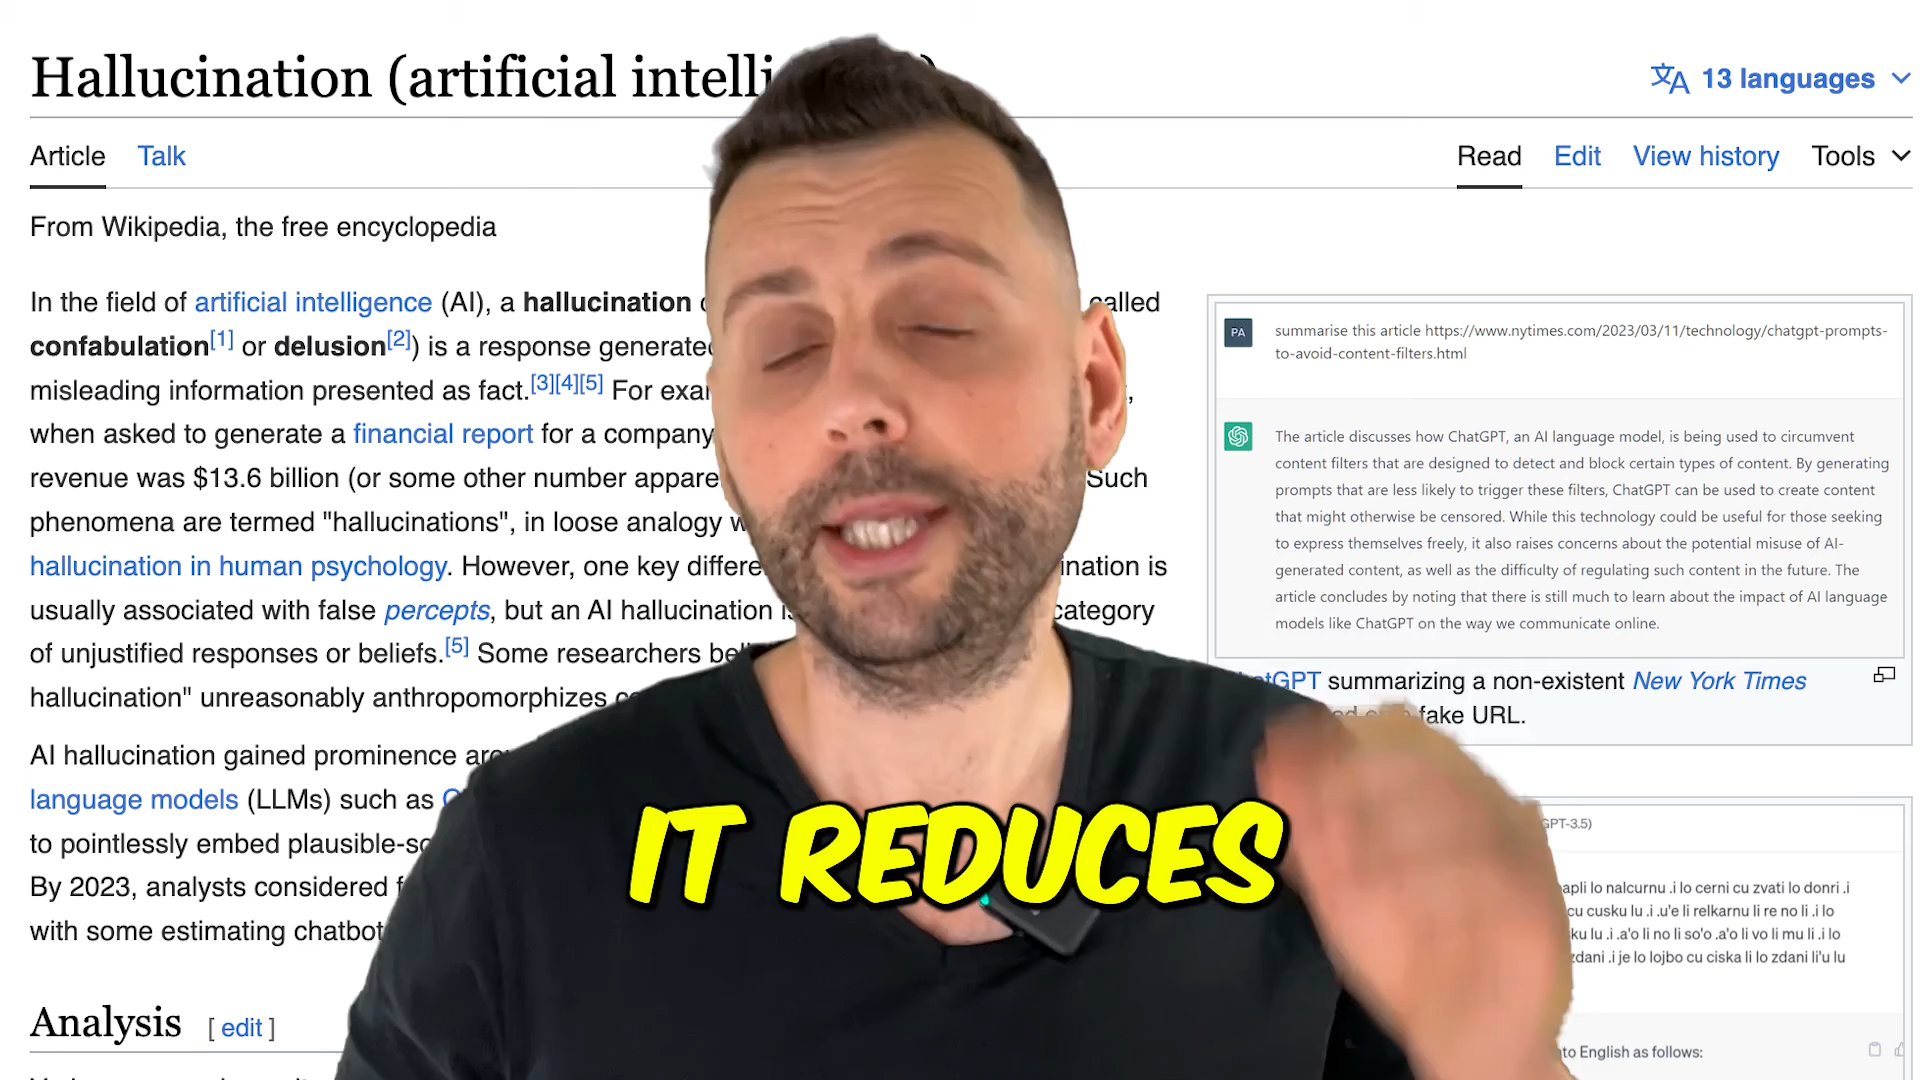 Hallucination (artificial intelli
13 languages
Article
Talk
Read
Edit
View history
Tools
From Wikipedia, the free encyclopedia
In the field of artificial intelligence (AI), a hallucination
called
confabulation[1] or delusion[2]) is a response generated
misleading information presented as fact.[3][4][5] For
when asked to generate a financial report for a company
revenue was $13.6 billion (or some other number
Such
phenomena are termed "hallucinations", in loose analogy
hallucination in human psychology. However, one key
is
usually associated with false percepts, but an AI hallucination
category
of unjustified responses or beliefs.[5] Some researchers
hallucination" unreasonably anthropomorphizes
AI hallucination gained prominence
language models (LLMs) such as
to pointlessly embed
By 2023, analysts considered
with some estimating
Analysis [ edit ]
PA
summarise this article https://www.nytimes.com/2023/03/11/technology/chatgpt-prompts-
to-avoid-content-filters.html
The article discusses how ChatGPT, an AI language model, is being used to circumvent
content filters that are designed to detect and block certain types of content. By generating
prompts that are less likely to trigger these filters, ChatGPT can be used to create content
that might otherwise be censored. While this technology could be useful for those seeking
to express themselves freely, it also raises concerns about the potential misuse of AI-
generated content, as well as the difficulty of regulating such content in the future. The
article concludes by noting that there is still much to learn about the impact of AI language
models like ChatGPT on the way we communicate online.
summarizing a non-existent New York Times
fake URL.
GPT-3.5)
lo nalcurnu .i lo cerni cu zvati lo donri .i
cu cusku lu .i .u'e li relkarnu li re no li .i lo
lu .i .a'o li no li so'o .a'o li vo li mu li .i lo
.i je lo lojbo cu ciska li lo zdani li'u lu
to English as follows:
IT REDUCES